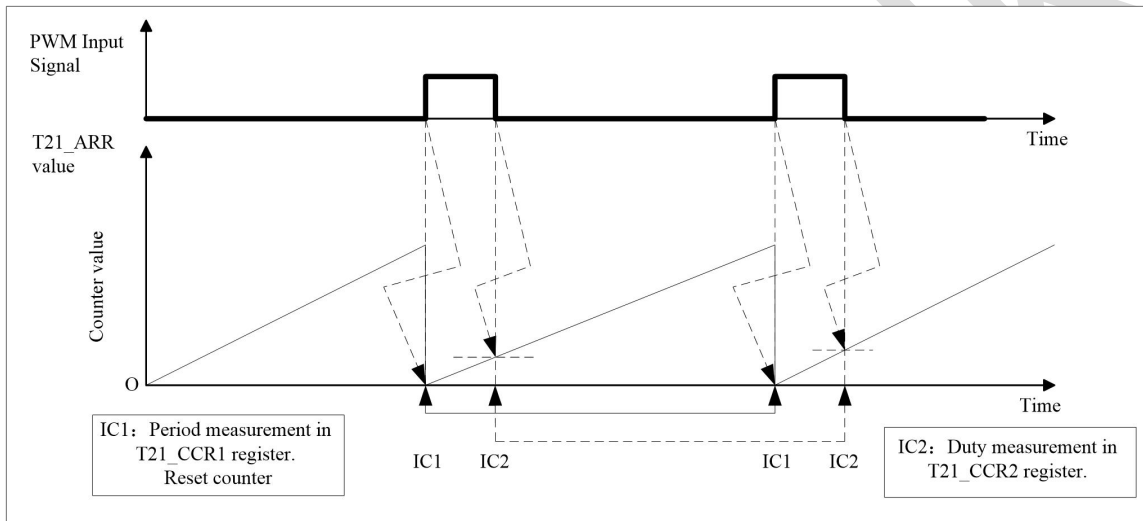 PWM Input
Signal
Time
T21_ARR
value
Counter value
O
Time
IC1：Period measurement in
T21_CCR1 register.
Reset counter
IC1
IC2
IC1
IC2
IC2：Duty measurement in
T21_CCR2 register.